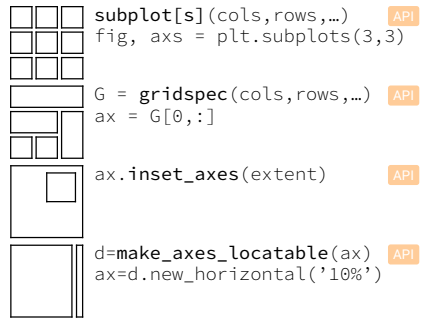 subplot[s](cols,rows,…) API
fig, axs = plt.subplots(3,3)
G = gridspec(cols,rows,…) API
ax = G[0,:]
ax.inset_axes(extent) API
d=make_axes_locatable(ax) API
ax=d.new_horizontal('10%')